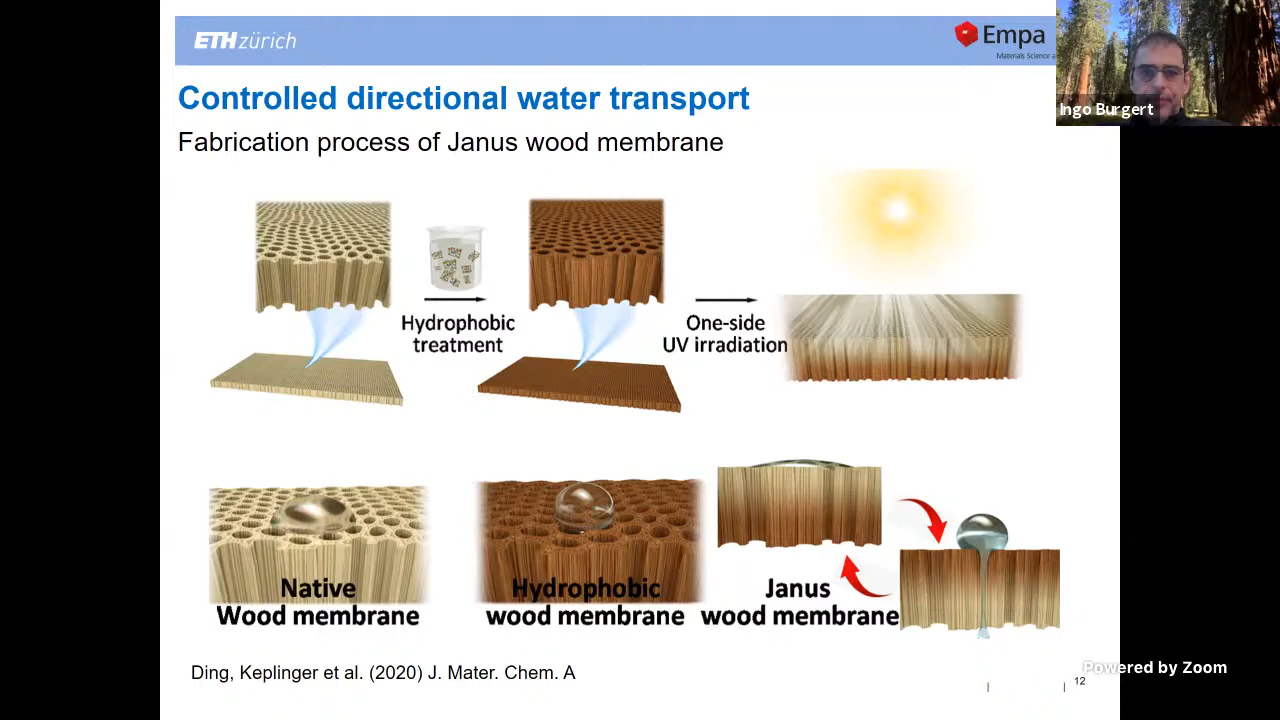 ETH zürich
Empa
Materials Science a
Ingo Burgert
Controlled directional water transport
Fabrication process of Janus wood membrane
Hydrophobic
treatment
One-side
UV irradiation
Native
Wood membrane
Hydrophobic
wood membrane
Janus
wood membrane
Ding, Keplinger et al. (2020) J. Mater. Chem. A
Powered by Zoom
12